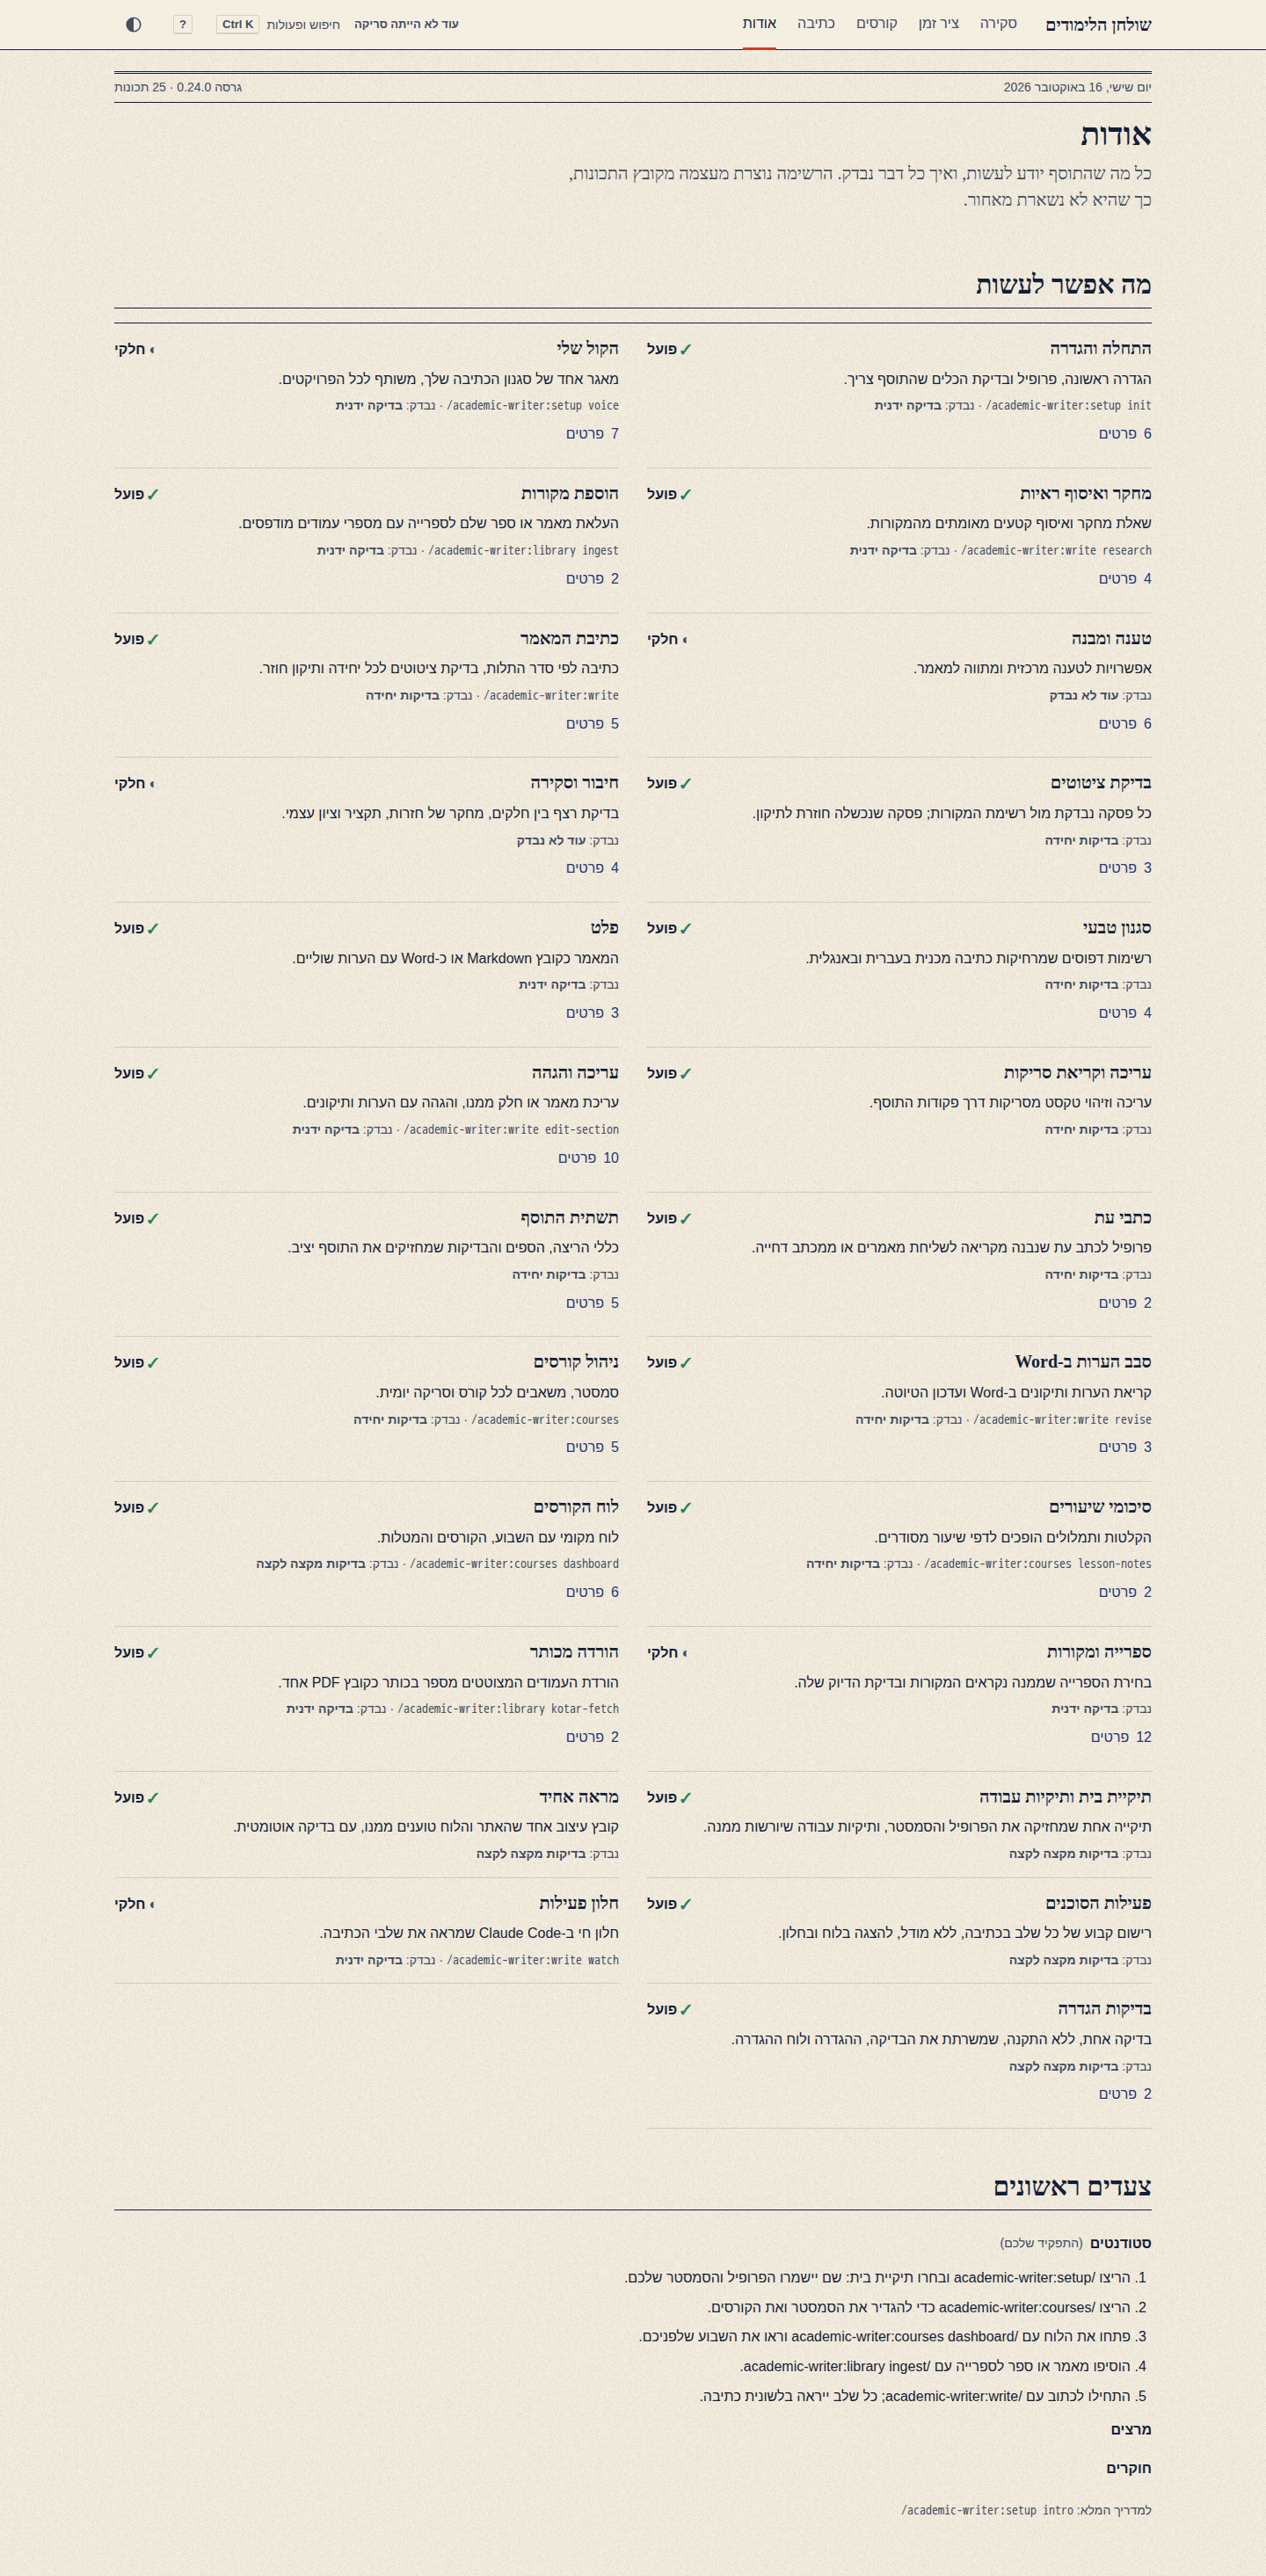 שולחן הלימודים
סקירה
ציר זמן
קורסים
כתיבה
אודות
עוד לא הייתה סריקה
חיפוש ופעולות Ctrl K
?
יום שישי, 16 באוקטובר 2026
גרסה 0.24.0 · 25 תכונות
אודות
כל מה שהתוסף יודע לעשות, ואיך כל דבר נבדק. הרשימה נוצרת מעצמה מקובץ התכונות,
כך שהיא לא נשארת מאחור.
מה אפשר לעשות
התחלה והגדרה
✓ פועל
הגדרה ראשונה, פרופיל ובדיקת הכלים שהתוסף צריך.
/academic-writer:setup init · נבדק: בדיקה ידנית
6 פרטים
הקול שלי
חלקי
מאגר אחד של סגנון הכתיבה שלך, משותף לכל הפרויקטים.
/academic-writer:setup voice · נבדק: בדיקה ידנית
7 פרטים
מחקר ואיסוף ראיות
✓ פועל
שאלת מחקר ואיסוף קטעים מאומתים מהמקורות.
/academic-writer:write research · נבדק: בדיקה ידנית
4 פרטים
הוספת מקורות
✓ פועל
העלאת מאמר או ספר שלם לספרייה עם מספרי עמודים מודפסים.
/academic-writer:library ingest · נבדק: בדיקה ידנית
2 פרטים
טענה ומבנה
חלקי
אפשרויות לטענה מרכזית ומתווה למאמר.
נבדק: עוד לא נבדק
6 פרטים
כתיבת המאמר
✓ פועל
כתיבה לפי סדר התלות, בדיקת ציטוטים לכל יחידה ותיקון חוזר.
/academic-writer:write · נבדק: בדיקות יחידה
5 פרטים
בדיקת ציטוטים
✓ פועל
כל פסקה נבדקת מול רשימת המקורות; פסקה שנכשלה חוזרת לתיקון.
נבדק: בדיקות יחידה
3 פרטים
חיבור וסקירה
חלקי
בדיקת רצף בין חלקים, מחקר של חזרות, תקציר וציון עצמי.
נבדק: עוד לא נבדק
4 פרטים
סגנון טבעי
✓ פועל
רשימות דפוסים שמרחיקות כתיבה מכנית בעברית ובאנגלית.
נבדק: בדיקות יחידה
4 פרטים
פלט
✓ פועל
המאמר כקובץ Markdown או כ-Word עם הערות שוליים.
נבדק: בדיקה ידנית
3 פרטים
עריכה וקריאת סריקות
✓ פועל
עריכה וזיהוי טקסט מסריקות דרך פקודות התוסף.
נבדק: בדיקות יחידה
עריכה והגהה
✓ פועל
עריכת מאמר או חלק ממנו, והגהה עם הערות ותיקונים.
/academic-writer:write edit-section · נבדק: בדיקה ידנית
10 פרטים
כתבי עת
✓ פועל
פרופיל לכתב עת שנבנה מקריאה לשליחת מאמרים או ממכתב דחייה.
נבדק: בדיקות יחידה
2 פרטים
תשתית התוסף
✓ פועל
כללי הריצה, הספים והבדיקות שמחזיקים את התוסף יציב.
נבדק: בדיקות יחידה
5 פרטים
סבב הערות ב-Word
✓ פועל
קריאת הערות ותיקונים ב-Word ועדכון הטיוטה.
/academic-writer:write revise · נבדק: בדיקות יחידה
3 פרטים
ניהול קורסים
✓ פועל
סמסטר, משאבים לכל קורס וסריקה יומית.
/academic-writer:courses · נבדק: בדיקות יחידה
5 פרטים
סיכומי שיעורים
✓ פועל
הקלטות ותמלולים הופכים לדפי שיעור מסודרים.
/academic-writer:courses lesson-notes · נבדק: בדיקות יחידה
2 פרטים
לוח הקורסים
✓ פועל
לוח מקומי עם השבוע, הקורסים והמטלות.
/academic-writer:courses dashboard · נבדק: בדיקות מקצה לקצה
6 פרטים
ספרייה ומקורות
חלקי
בחירת הספרייה שממנה נקראים המקורות ובדיקת הדיוק שלה.
נבדק: בדיקה ידנית
12 פרטים
הורדה מכותר
✓ פועל
הורדת העמודים המצוטטים מספר בכותר כקובץ PDF אחד.
/academic-writer:library kotar-fetch · נבדק: בדיקה ידנית
2 פרטים
תיקיית בית ותיקיות עבודה
✓ פועל
תיקייה אחת שמחזיקה את הפרופיל והסמסטר, ותיקיות עבודה שיורשות ממנה.
נבדק: בדיקות מקצה לקצה
מראה אחיד
✓ פועל
קובץ עיצוב אחד שהאתר והלוח טוענים ממנו, עם בדיקה אוטומטית.
נבדק: בדיקות מקצה לקצה
פעילות הסוכנים
✓ פועל
רישום קבוע של כל שלב בכתיבה, ללא מודל, להצגה בלוח ובחלון.
נבדק: בדיקות מקצה לקצה
חלון פעילות
חלקי
חלון חי ב-Claude Code שמראה את שלבי הכתיבה.
/academic-writer:write watch · נבדק: בדיקה ידנית
בדיקות הגדרה
✓ פועל
בדיקה אחת, ללא התקנה, שמשרתת את הבדיקה, ההגדרה ולוח ההגדרה.
נבדק: בדיקות מקצה לקצה
2 פרטים
צעדים ראשונים
סטודנטים (התפקיד שלכם)
1. הריצו /academic-writer:setup ובחרו תיקיית בית: שם יישמרו הפרופיל והסמסטר שלכם.
2. הריצו /academic-writer:courses כדי להגדיר את הסמסטר ואת הקורסים.
3. פתחו את הלוח עם /academic-writer:courses dashboard וראו את השבוע שלפניכם.
4. הוסיפו מאמר או ספר לספרייה עם /academic-writer:library ingest.
5. התחילו לכתוב עם /academic-writer:write; כל שלב ייראה בלשונית כתיבה.
מרצים
חוקרים
למדריך המלא: /academic-writer:setup intro